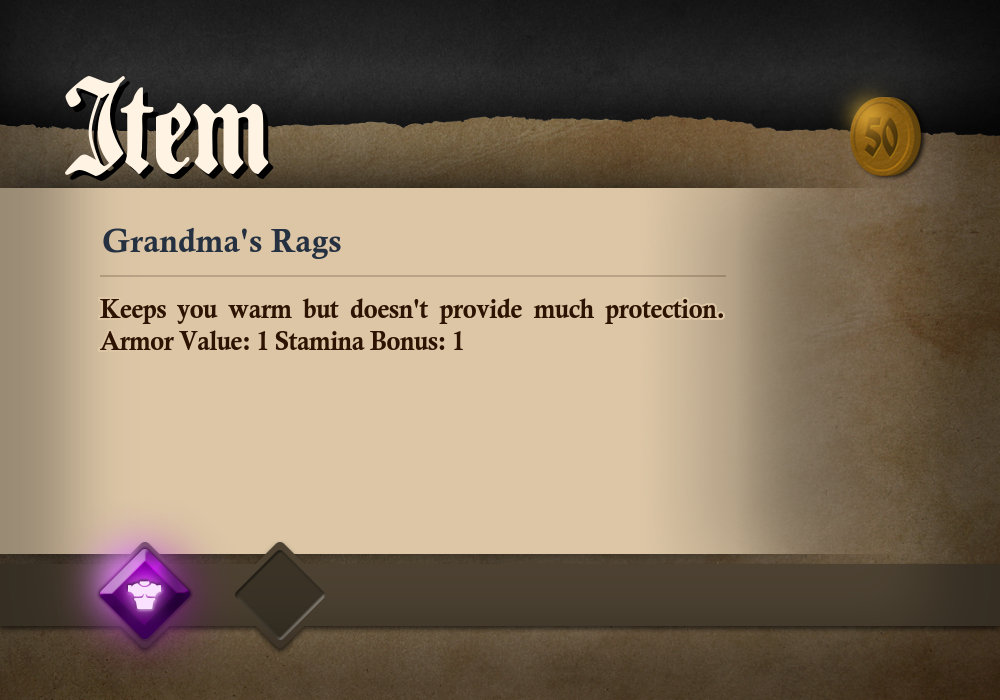 Item
50
Grandma's Rags
Keeps you warm but doesn't provide much protection.
Armor Value: 1 Stamina Bonus: 1